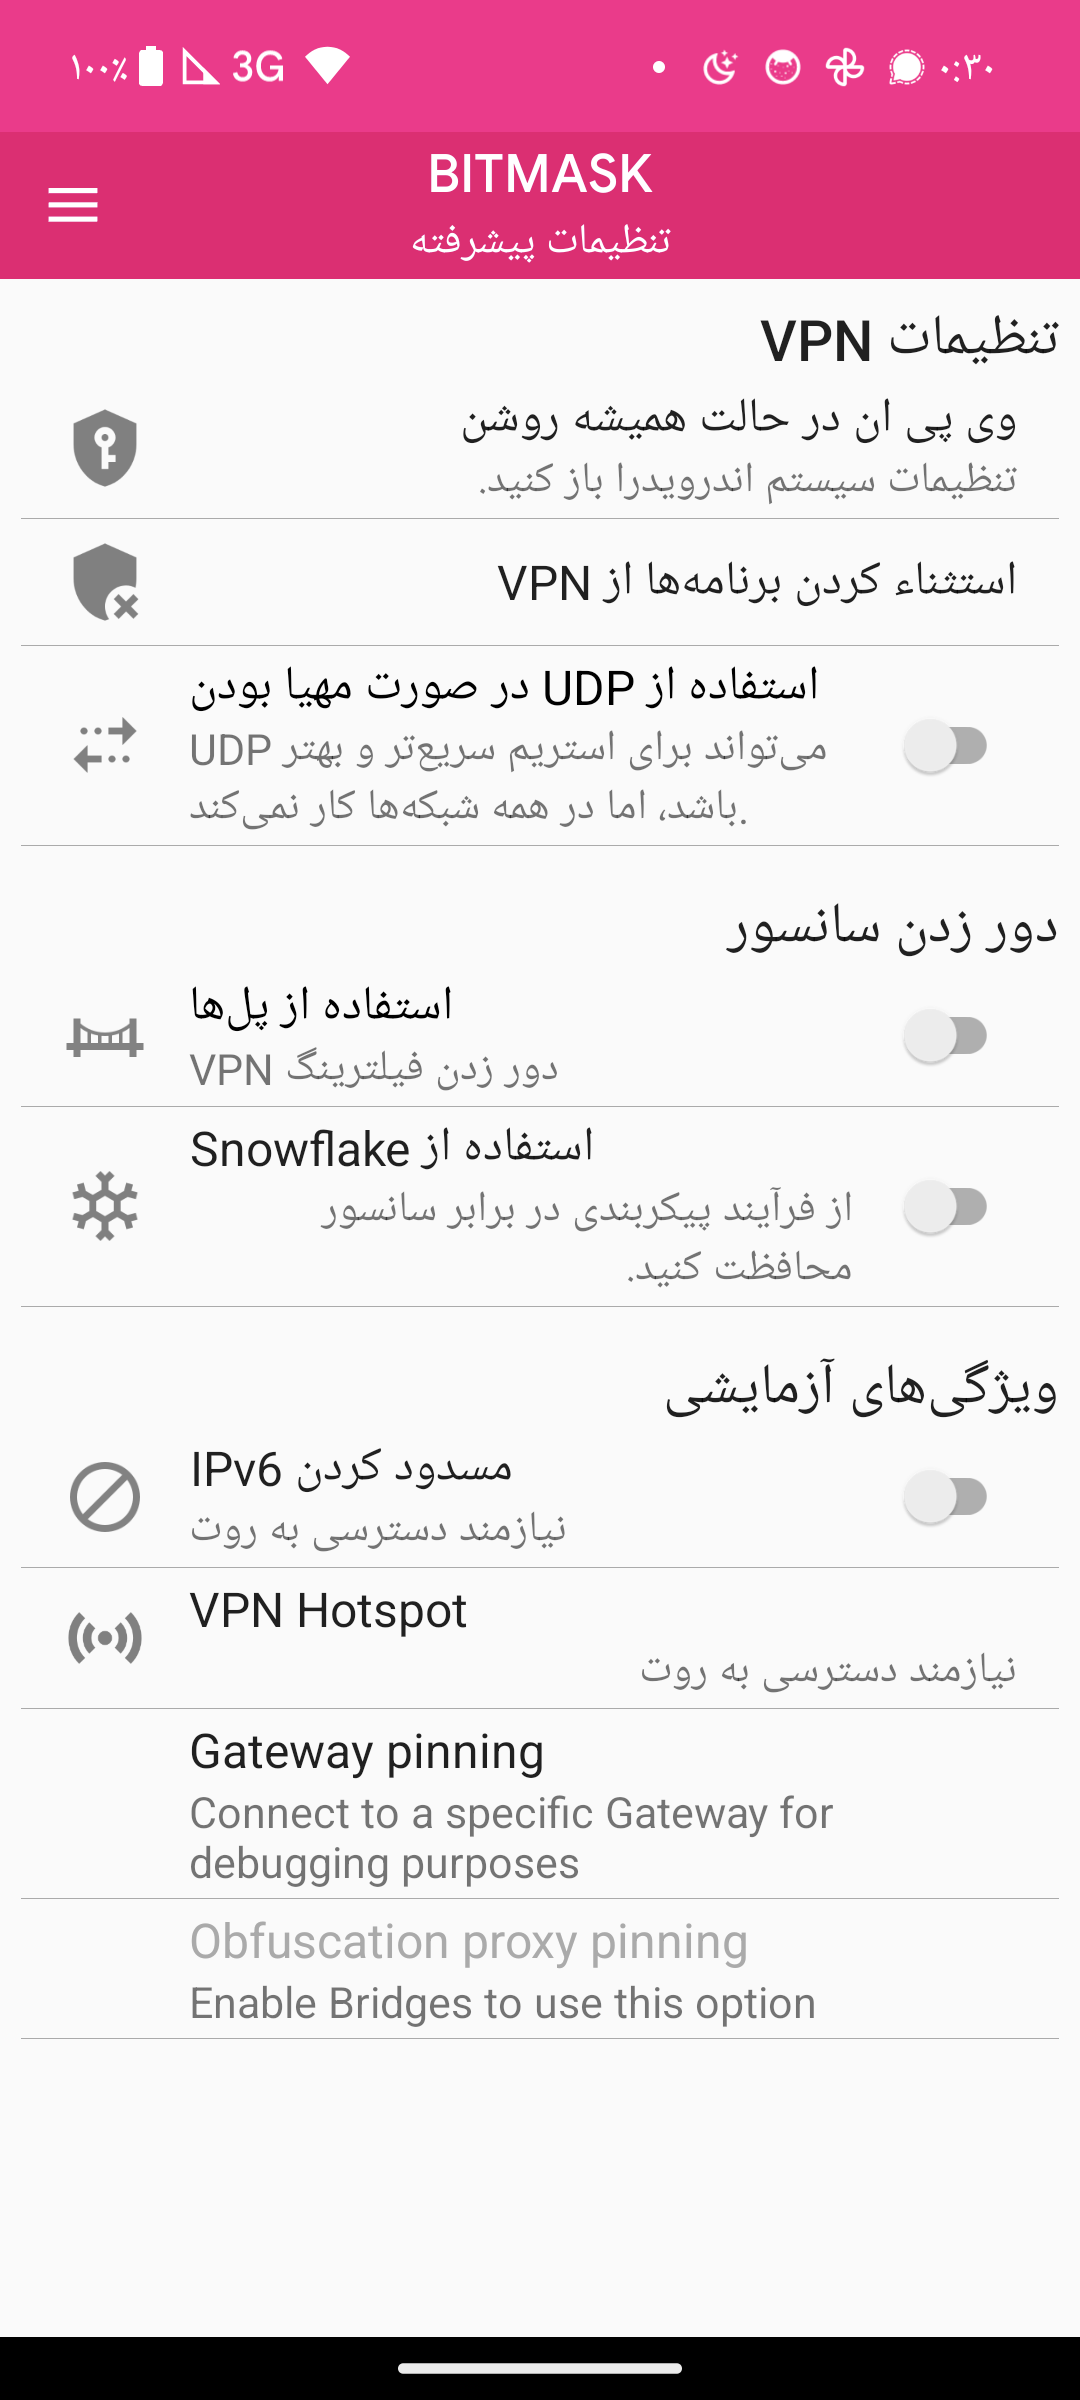 ۱۰۰٪ 3G ۰:۳۰
BITMASK
تنظیمات پیشرفته
تنظیمات VPN
وی پی ان در حالت همیشه روشن
تنظیمات سیستم اندرویدرا باز کنید.
استثناء کردن برنامه‌ها از VPN
استفاده از UDP در صورت مهیا بودن
UDP می‌تواند برای استریم سریع‌تر و بهتر
باشد، اما در همه شبکه‌ها کار نمی‌کند.
دور زدن سانسور
استفاده از پل‌ها
دور زدن فیلترینگ VPN
استفاده از Snowflake
از فرآیند پیکربندی در برابر سانسور
محافظت کنید.
ویژگی‌های آزمایشی
مسدود کردن IPv6
نیازمند دسترسی به روت
VPN Hotspot
نیازمند دسترسی به روت
Gateway pinning
Connect to a specific Gateway for
debugging purposes
Obfuscation proxy pinning
Enable Bridges to use this option